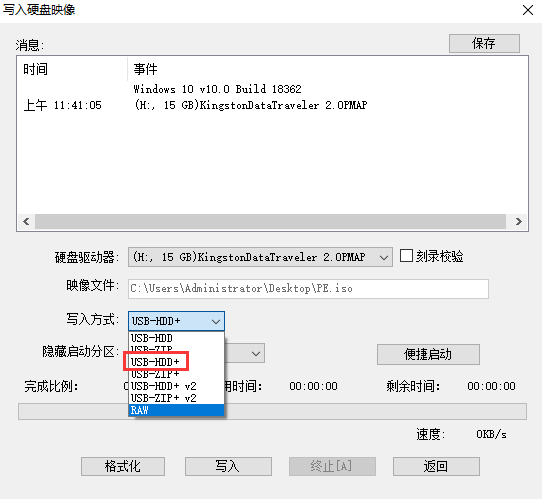 写入硬盘映像
消息:
保存
时间 事件
Windows 10 v10.0 Build 18362
上午 11:41:05 (H:, 15 GB)KingstonDataTraveler 2.0PMAP
硬盘驱动器: (H:, 15 GB)KingstonDataTraveler 2.0PMAP 刻录校验
映像文件: C:\Users\Administrator\Desktop\PE.iso
写入方式: USB-HDD+
USB-HDD
USB-ZIP
USB-HDD+
USB-ZIP+
USB-HDD+ v2
USB-ZIP+ v2
RAW
隐藏启动分区: 便捷启动
完成比例: 用时间: 00:00:00 剩余时间: 00:00:00
速度: 0KB/s
格式化 写入 终止[A] 返回